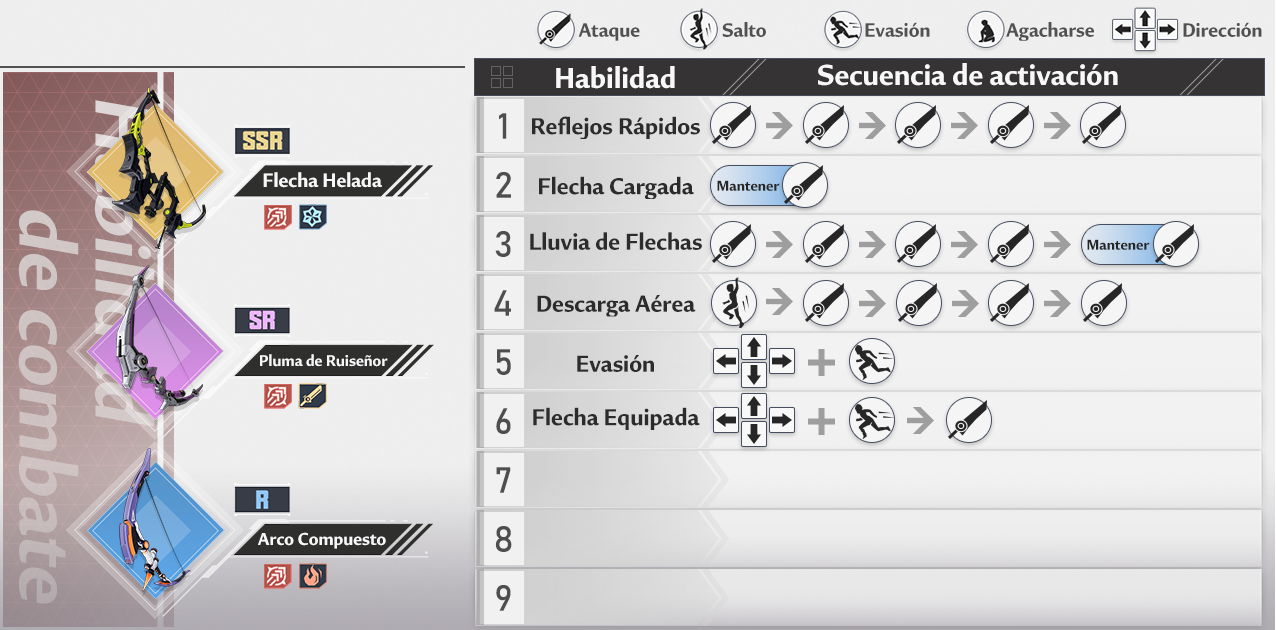 Ataque
Salto
Evasión
Agacharse
Dirección
Habilidad
Secuencia de activación
Habilidad
de combate
SSR
Flecha Helada
SR
Pluma de Ruiseñor
R
Arco Compuesto
1 Reflejos Rápidos
2 Flecha Cargada Mantener
3 Lluvia de Flechas Mantener
4 Descarga Aérea
5 Evasión
6 Flecha Equipada
7
8
9